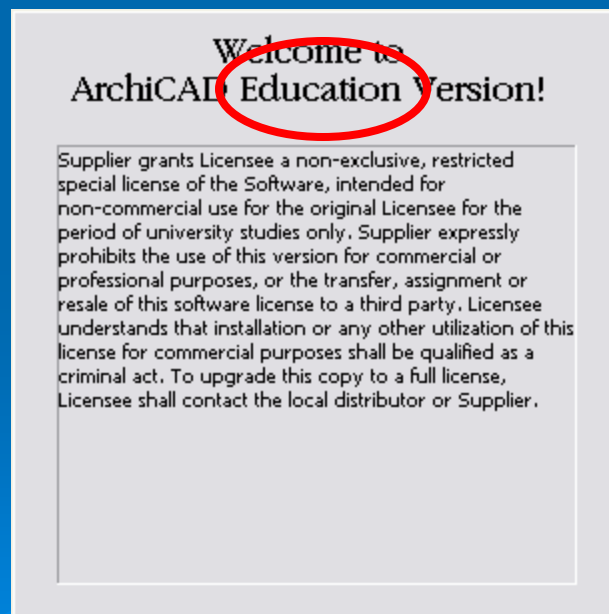 Welcome to
ArchiCAD Education Version!
Supplier grants Licensee a non-exclusive, restricted
special license of the Software, intended for
non-commercial use for the original Licensee for the
period of university studies only. Supplier expressly
prohibits the use of this version for commercial or
professional purposes, or the transfer, assignment or
resale of this software license to a third party. Licensee
understands that installation or any other utilization of this
license for commercial purposes shall be qualified as a
criminal act. To upgrade this copy to a full license,
Licensee shall contact the local distributor or Supplier.